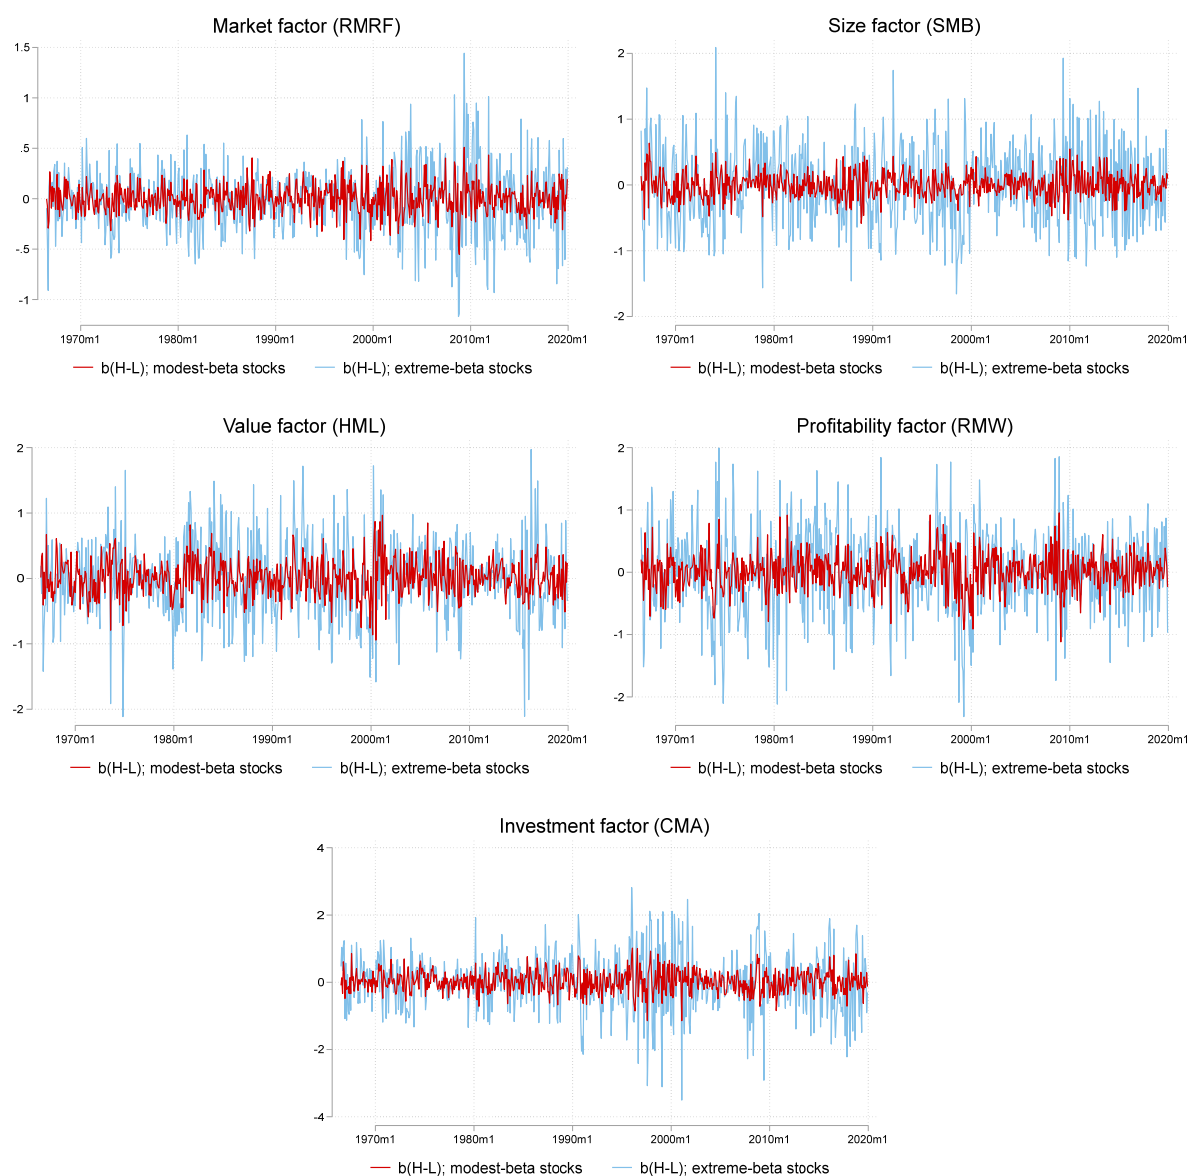 Market factor (RMRF)
1.5
1
.5
0
-.5
-1
1970m1 1980m1 1990m1 2000m1 2010m1 2020m1
b(H-L); modest-beta stocks b(H-L); extreme-beta stocks
Size factor (SMB)
2
1
0
-1
-2
1970m1 1980m1 1990m1 2000m1 2010m1 2020m1
b(H-L); modest-beta stocks b(H-L); extreme-beta stocks
Value factor (HML)
2
1
0
-1
-2
1970m1 1980m1 1990m1 2000m1 2010m1 2020m1
b(H-L); modest-beta stocks b(H-L); extreme-beta stocks
Profitability factor (RMW)
2
1
0
-1
-2
1970m1 1980m1 1990m1 2000m1 2010m1 2020m1
b(H-L); modest-beta stocks b(H-L); extreme-beta stocks
Investment factor (CMA)
4
2
0
-2
-4
1970m1 1980m1 1990m1 2000m1 2010m1 2020m1
b(H-L); modest-beta stocks b(H-L); extreme-beta stocks